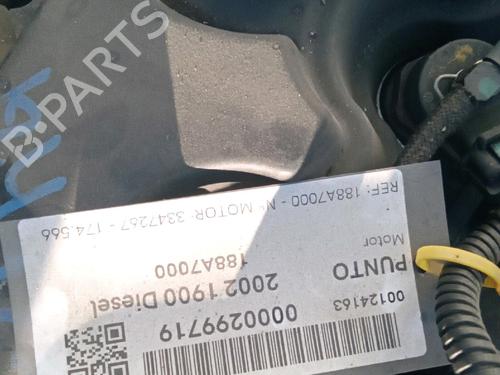 B-PARTS
00124163
0000299719
PUNTO
2002 1900 Diesel
Motor
188A7000
REF: 188A7000 - Nº MOTOR: 3347267 - 174.566